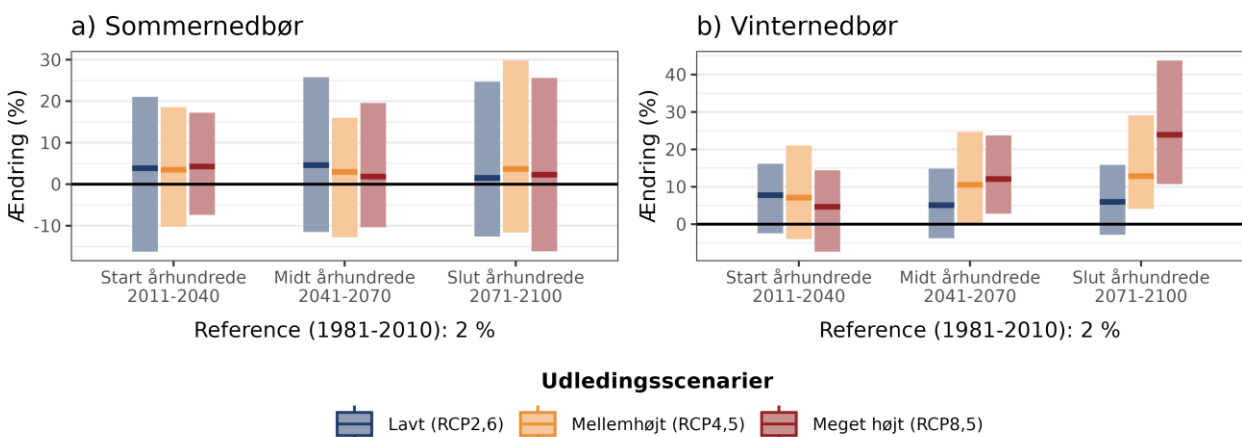 a) Sommernedbør
30
20
10
0
-10
Ændring (%)
Start århundrede
2011-2040
Midt århundrede
2041-2070
Slut århundrede
2071-2100
Reference (1981-2010): 2 %
b) Vinternedbør
40
30
20
10
0
Ændring (%)
Start århundrede
2011-2040
Midt århundrede
2041-2070
Slut århundrede
2071-2100
Reference (1981-2010): 2 %
Udledingsscenarier
Lavt (RCP2,6)
Mellemhøjt (RCP4,5)
Meget højt (RCP8,5)